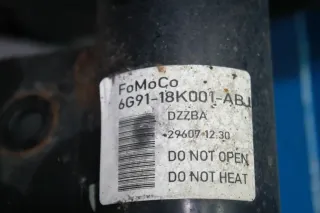 FoMoCo
6G91-18K001-ABJ
DZZBA
29607-12.30
DO NOT OPEN
DO NOT HEAT